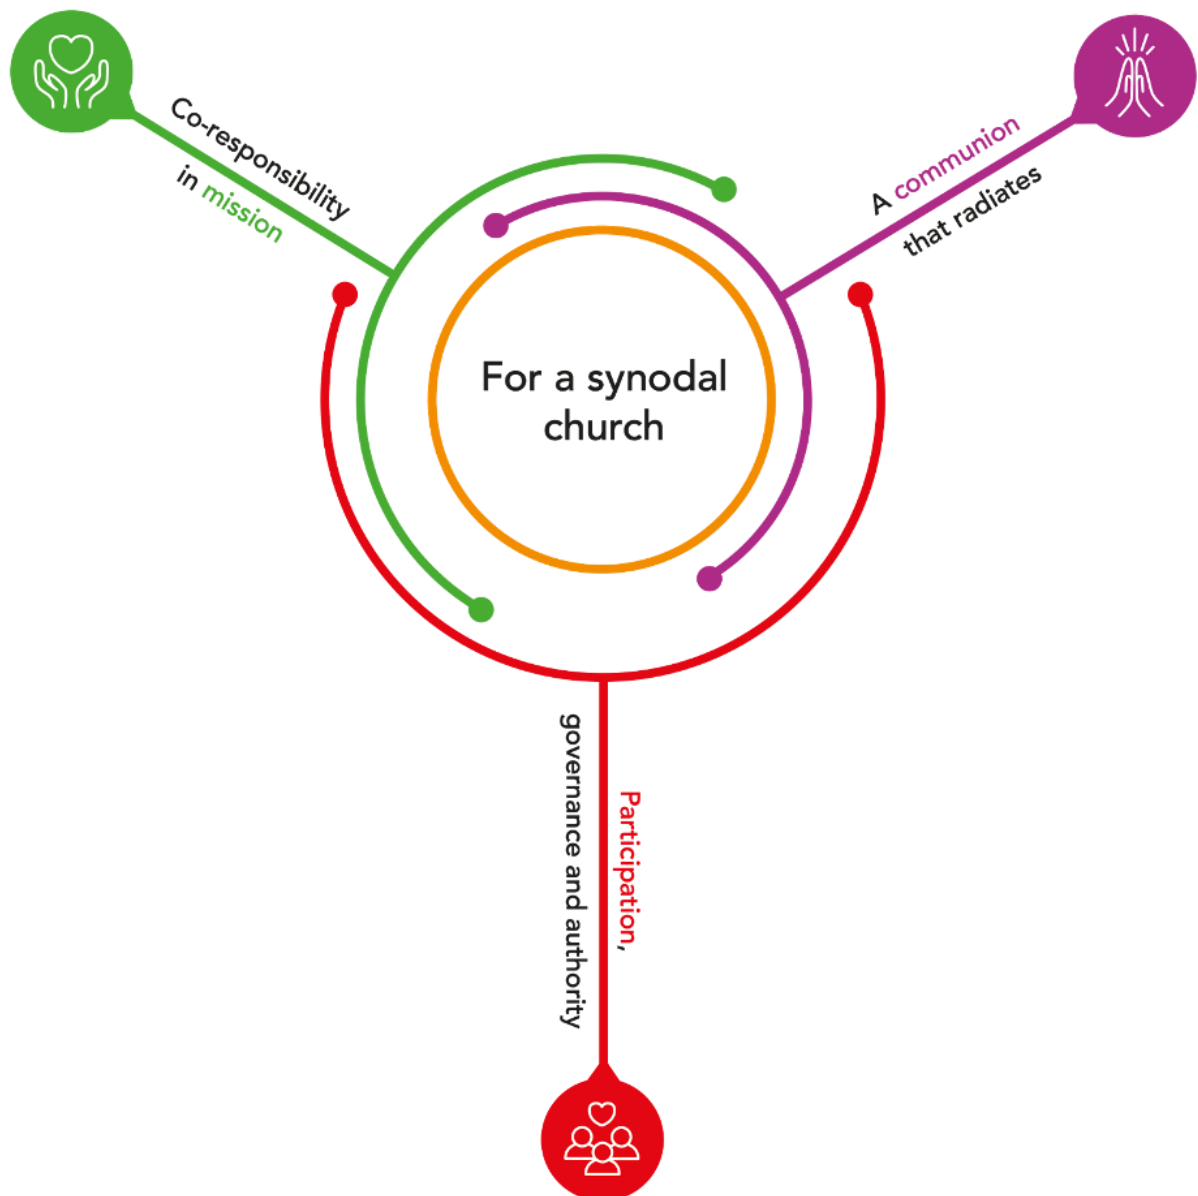 Co-responsibility
in mission
A communion
that radiates
For a synodal
church
Participation,
governance and authority